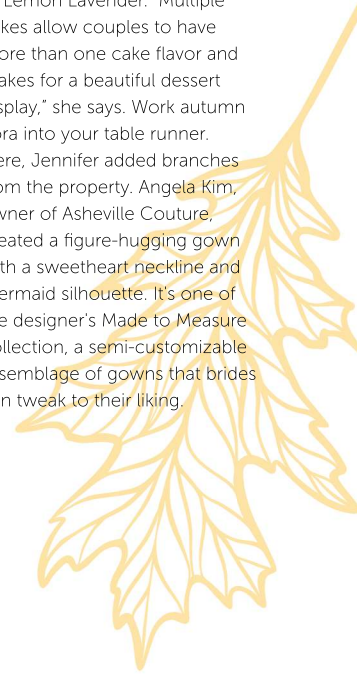 Lemon Lavender. “Multiple
kes allow couples to have
ore than one cake flavor and
akes for a beautiful dessert
splay,” she says. Work autumn
ora into your table runner.
ere, Jennifer added branches
om the property. Angela Kim,
wner of Asheville Couture,
eated a figure-hugging gown
th a sweetheart neckline and
ermaid silhouette. It's one of
e designer's Made to Measure
ollection, a semi-customizable
semblage of gowns that brides
n tweak to their liking.